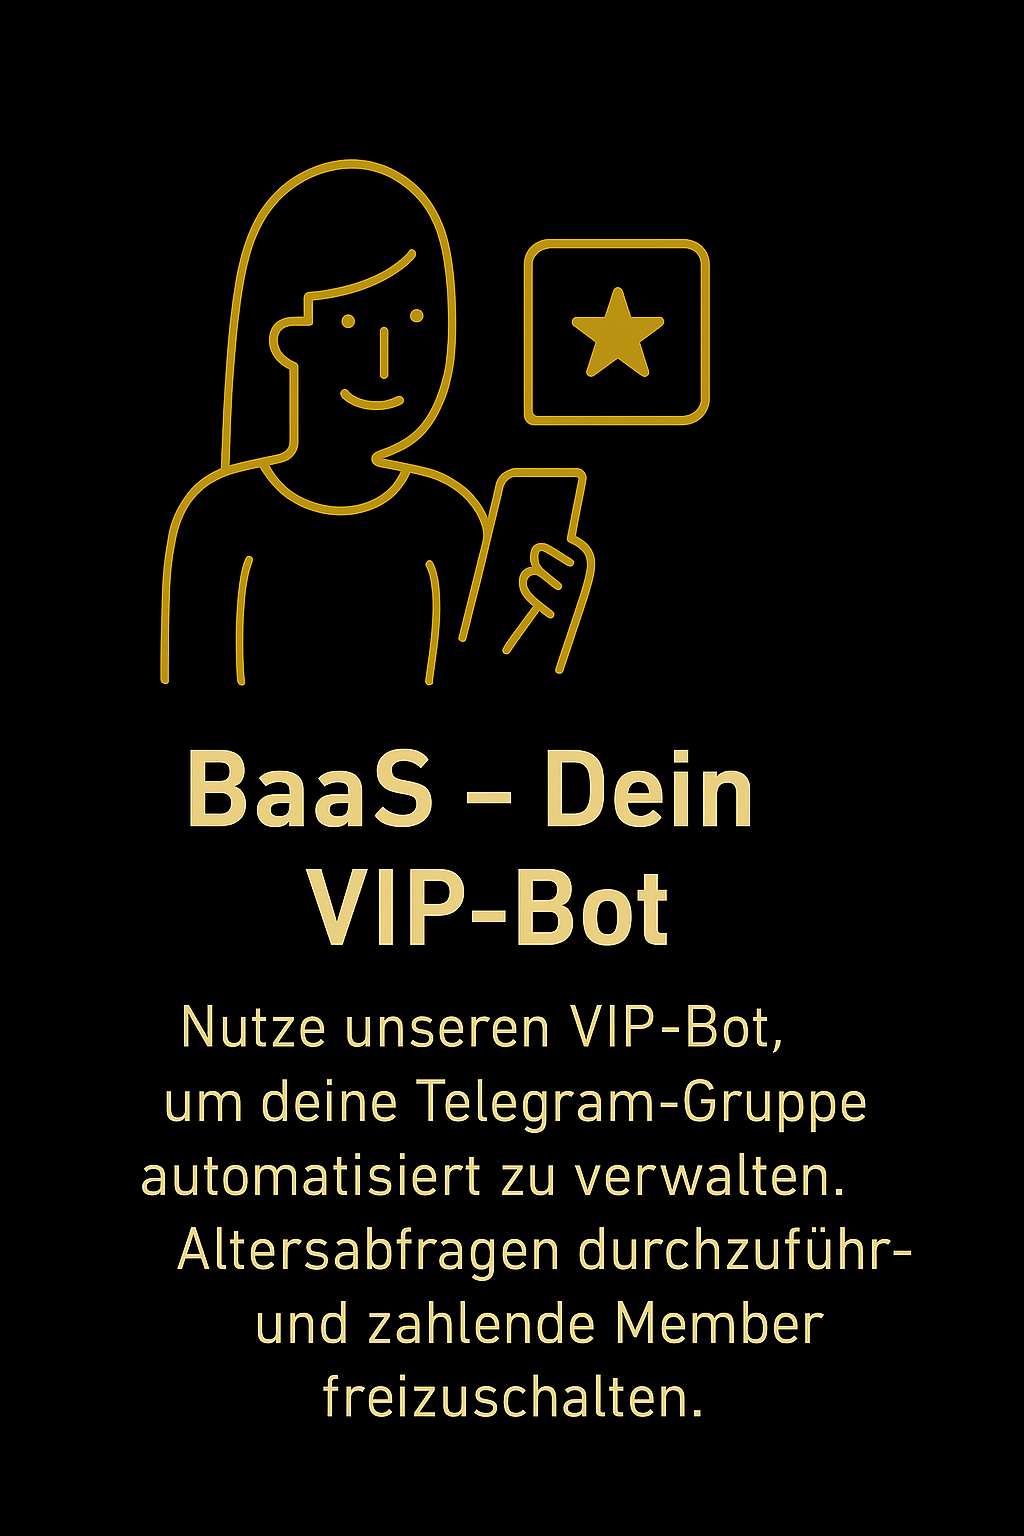 BaaS – Dein
VIP-Bot
Nutze unseren VIP-Bot,
um deine Telegram-Gruppe
automatisiert zu verwalten.
Altersabfragen durchzuführ-
und zahlende Member
freizuschalten.